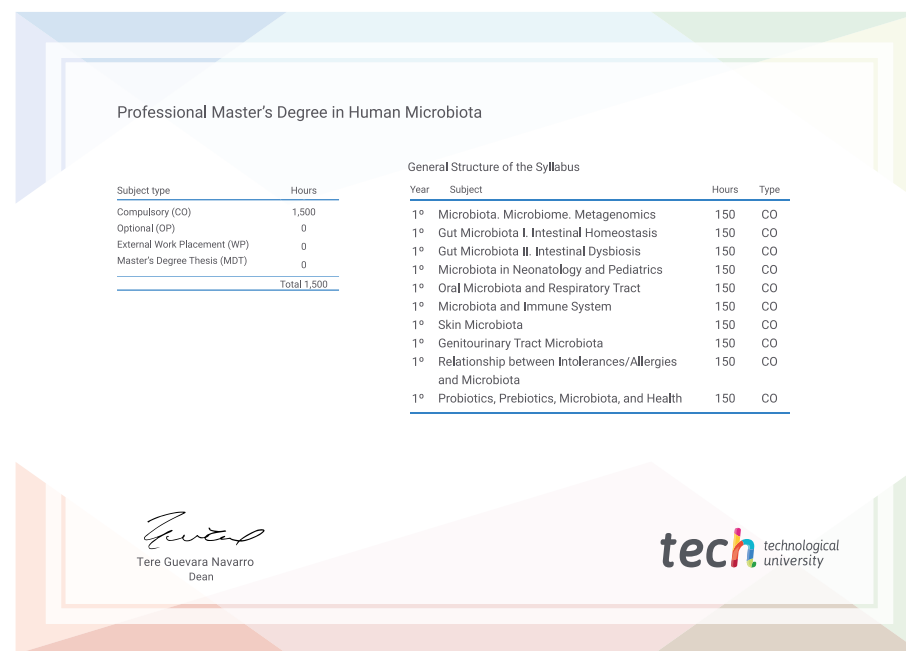 Professional Master's Degree in Human Microbiota
Subject type Hours
Compulsory (CO) 1,500
Optional (OP) 0
External Work Placement (WP) 0
Master's Degree Thesis (MDT) 0
Total 1,500
General Structure of the Syllabus
Year Subject Hours Type
1º Microbiota. Microbiome. Metagenomics 150 CO
1º Gut Microbiota I. Intestinal Homeostasis 150 CO
1º Gut Microbiota II. Intestinal Dysbiosis 150 CO
1º Microbiota in Neonatology and Pediatrics 150 CO
1º Oral Microbiota and Respiratory Tract 150 CO
1º Microbiota and Immune System 150 CO
1º Skin Microbiota 150 CO
1º Genitourinary Tract Microbiota 150 CO
1º Relationship between Intolerances/Allergies 150 CO
and Microbiota
1º Probiotics, Prebiotics, Microbiota, and Health 150 CO
Tere Guevara Navarro
Dean
tech technological
university